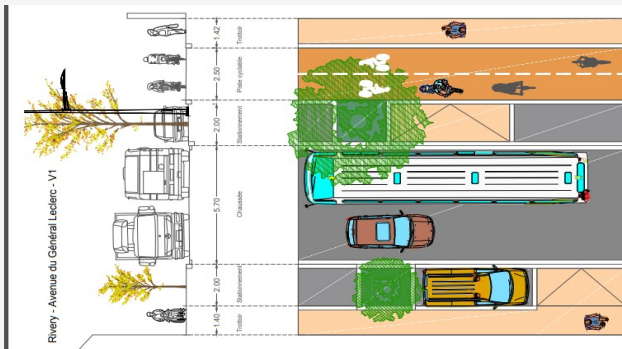 Rivery - Avenue du Général Leclerc - V1
1.42
Trottoir
2.50
Piste cyclable
2.00
Stationnement
5.70
Chaussée
2.00
Stationnement
1.40
Trottoir